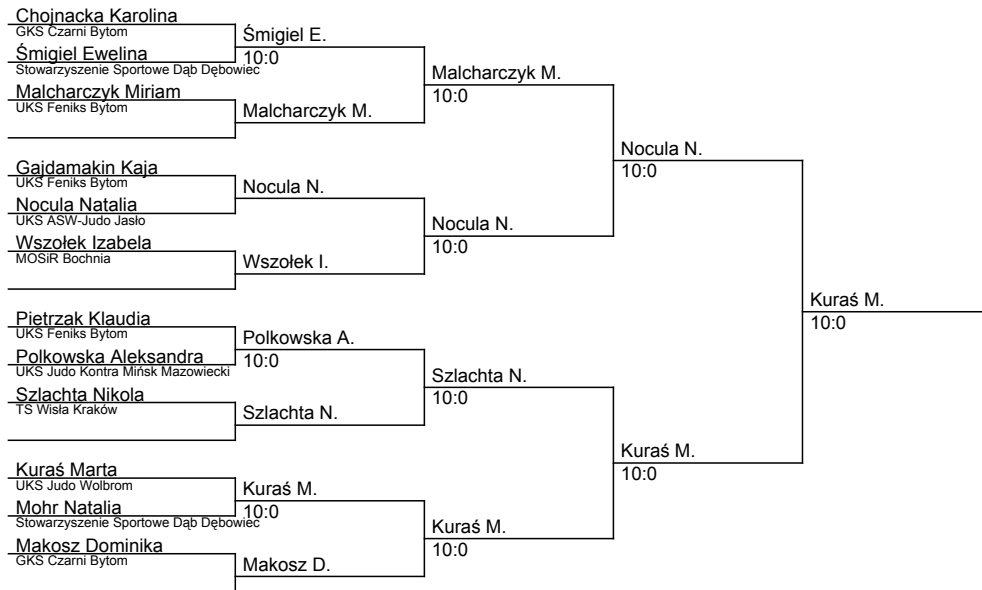 Chojnacka Karolina
GKS Czarni Bytom
Śmigiel Ewelina
Stowarzyszenie Sportowe Dąb Dębowiec
Malcharczyk Miriam
UKS Feniks Bytom
Gajdamakin Kaja
UKS Feniks Bytom
Nocula Natalia
UKS ASW-Judo Jasło
Wszołek Izabela
MOSiR Bochnia
Pietrzak Klaudia
UKS Feniks Bytom
Polkowska Aleksandra
UKS Judo Kontra Mińsk Mazowiecki
Szlachta Nikola
TS Wisła Kraków
Kuraś Marta
UKS Judo Wolbrom
Mohr Natalia
Stowarzyszenie Sportowe Dąb Dębowiec
Makosz Dominika
GKS Czarni Bytom
Śmigiel E.
10:0
Malcharczyk M.
Nocula N.
Wszołek I.
Polkowska A.
10:0
Szlachta N.
Kuraś M.
10:0
Makosz D.
Malcharczyk M.
10:0
Nocula N.
10:0
Szlachta N.
10:0
Kuraś M.
10:0
Nocula N.
10:0
Kuraś M.
10:0
Kuraś M.
10:0